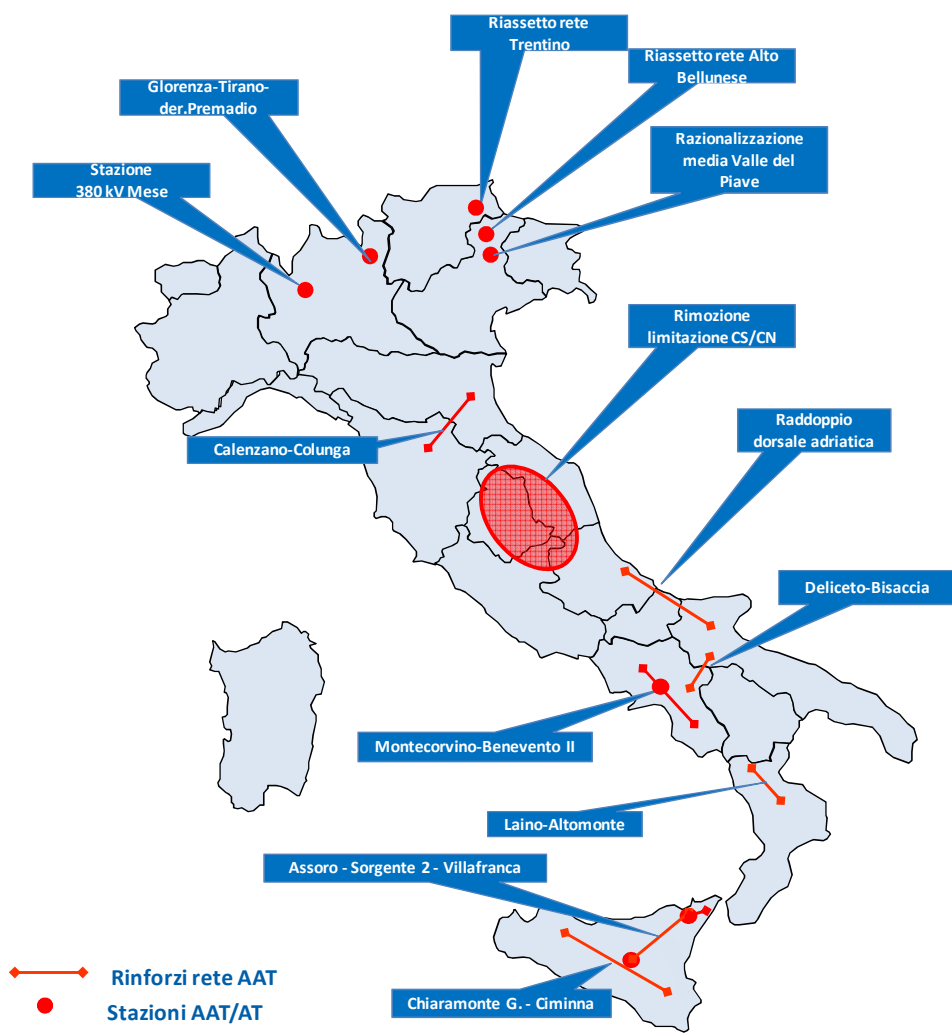 Riassetto rete
Trentino
Riassetto rete Alto
Bellunese
Glorenza-Tirano-
der.Premadio
Razionalizzazione
media Valle del
Piave
Stazione
380 kV Mese
Rimozione
limitazione CS/CN
Raddoppio
dorsale adriatica
Calenzano-Colunga
Deliceto-Bisaccia
Montecorvino-Benevento II
Laino-Altomonte
Assoro - Sorgente 2 - Villafranca
Chiaramonte G. - Ciminna
Rinforzi rete AAT
Stazioni AAT/AT